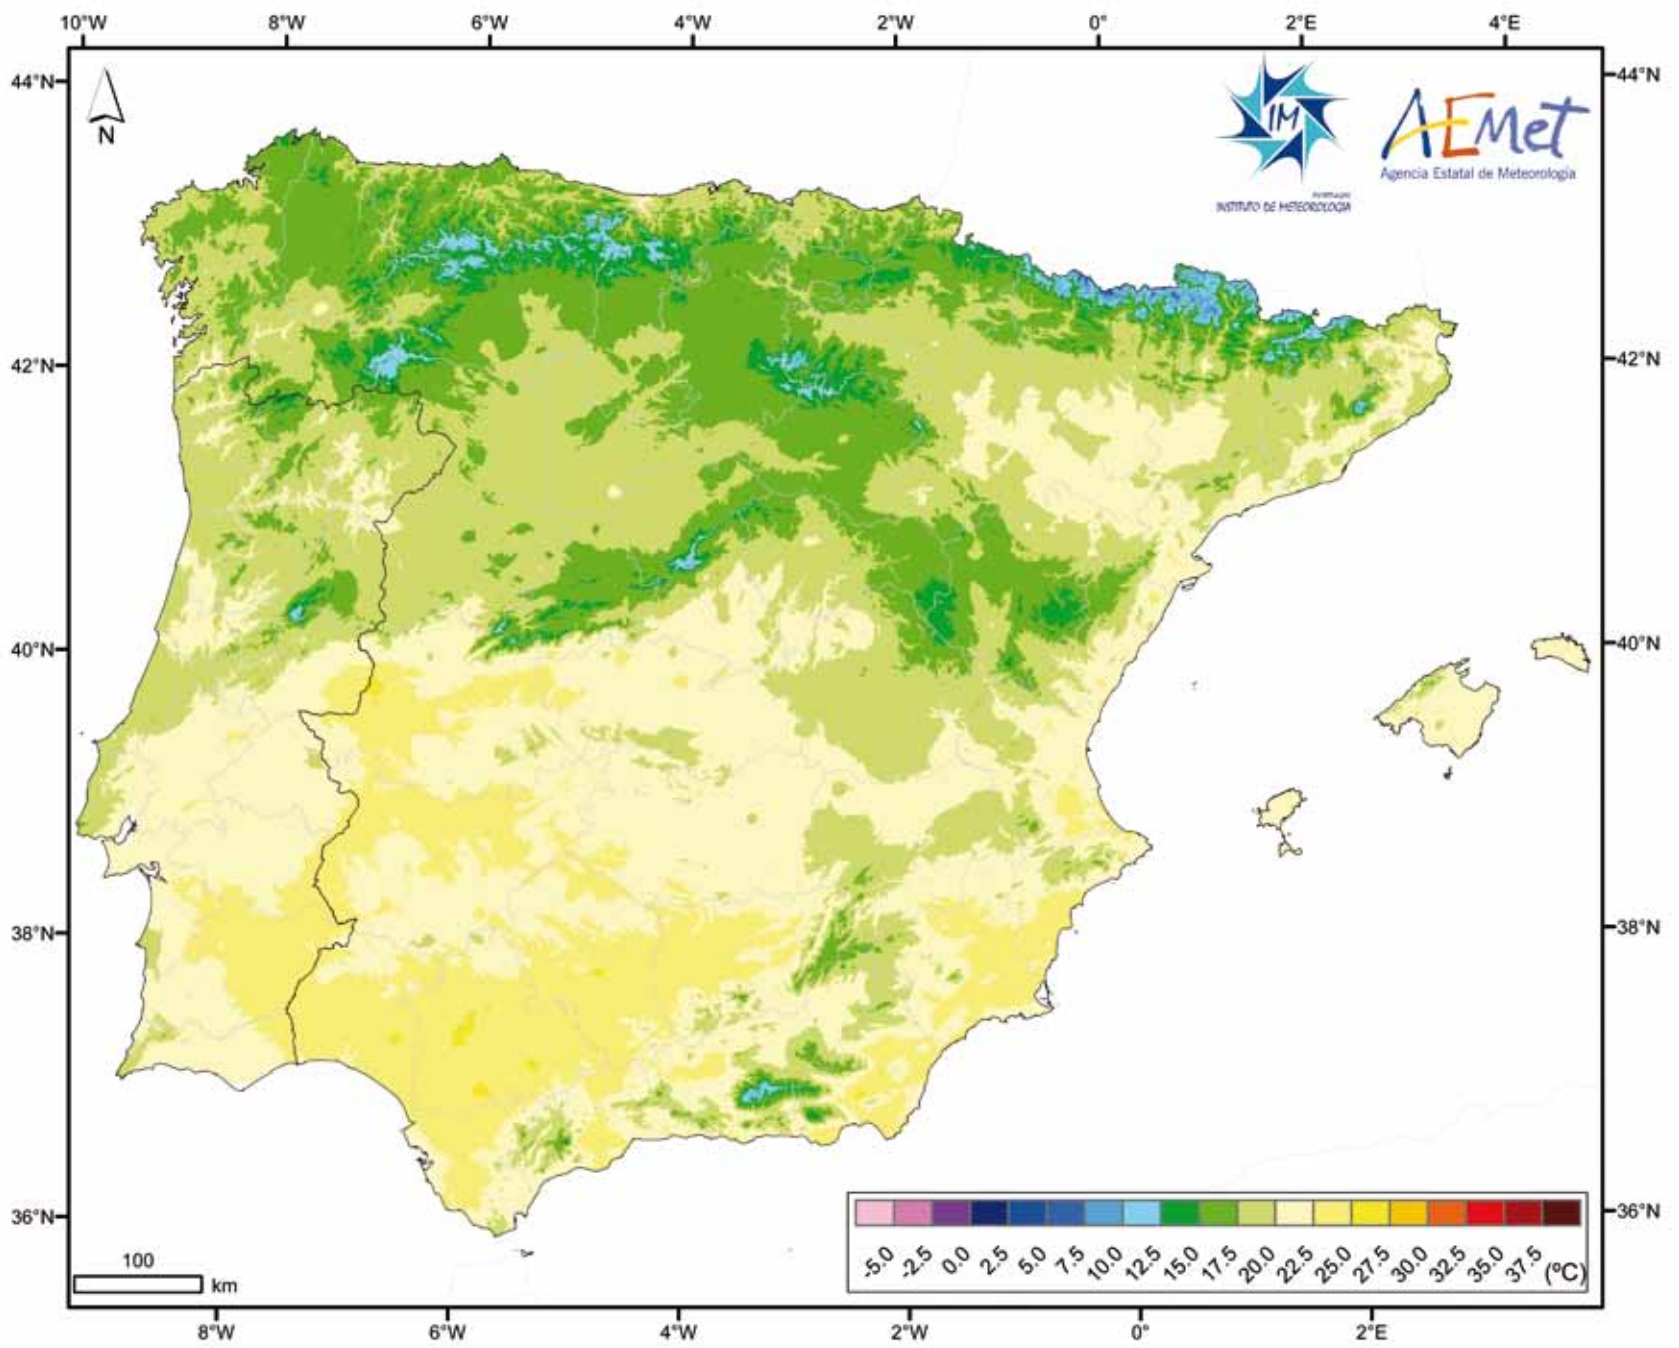 10°W 8°W 6°W 4°W 2°W 0° 2°E 4°E
44°N 44°N
N
IM
AEMet
Agencia Estatal de Meteorología
INSTITUTO DE METEOROLOGIA
42°N 42°N
40°N 40°N
38°N 38°N
36°N 36°N
100
km
-5.0 -2.5 0.0 2.5 5.0 7.5 10.0 12.5 15.0 17.5 20.0 22.5 25.0 27.5 30.0 32.5 35.0 37.5 (°C)
8°W 6°W 4°W 2°W 0° 2°E